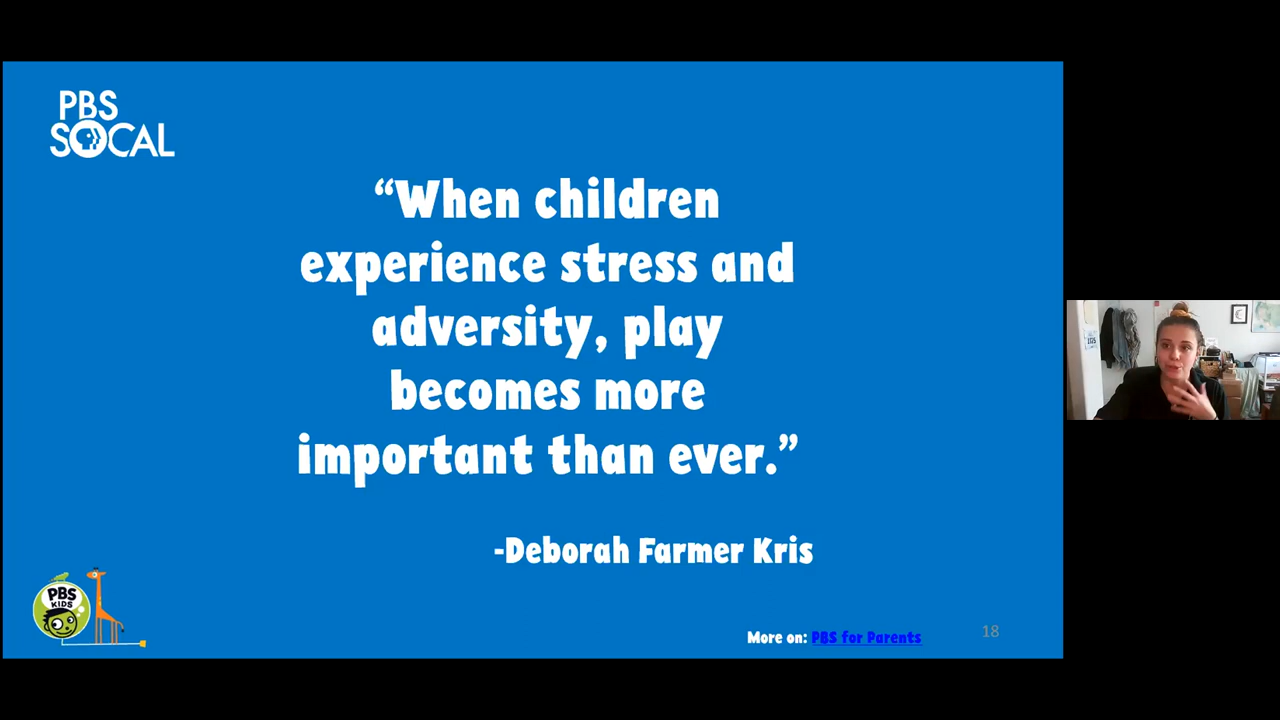 PBS
SOCAL
“When children
experience stress and
adversity, play
becomes more
important than ever.”
-Deborah Farmer Kris
PBS
KIDS
More on: PBS for Parents
18